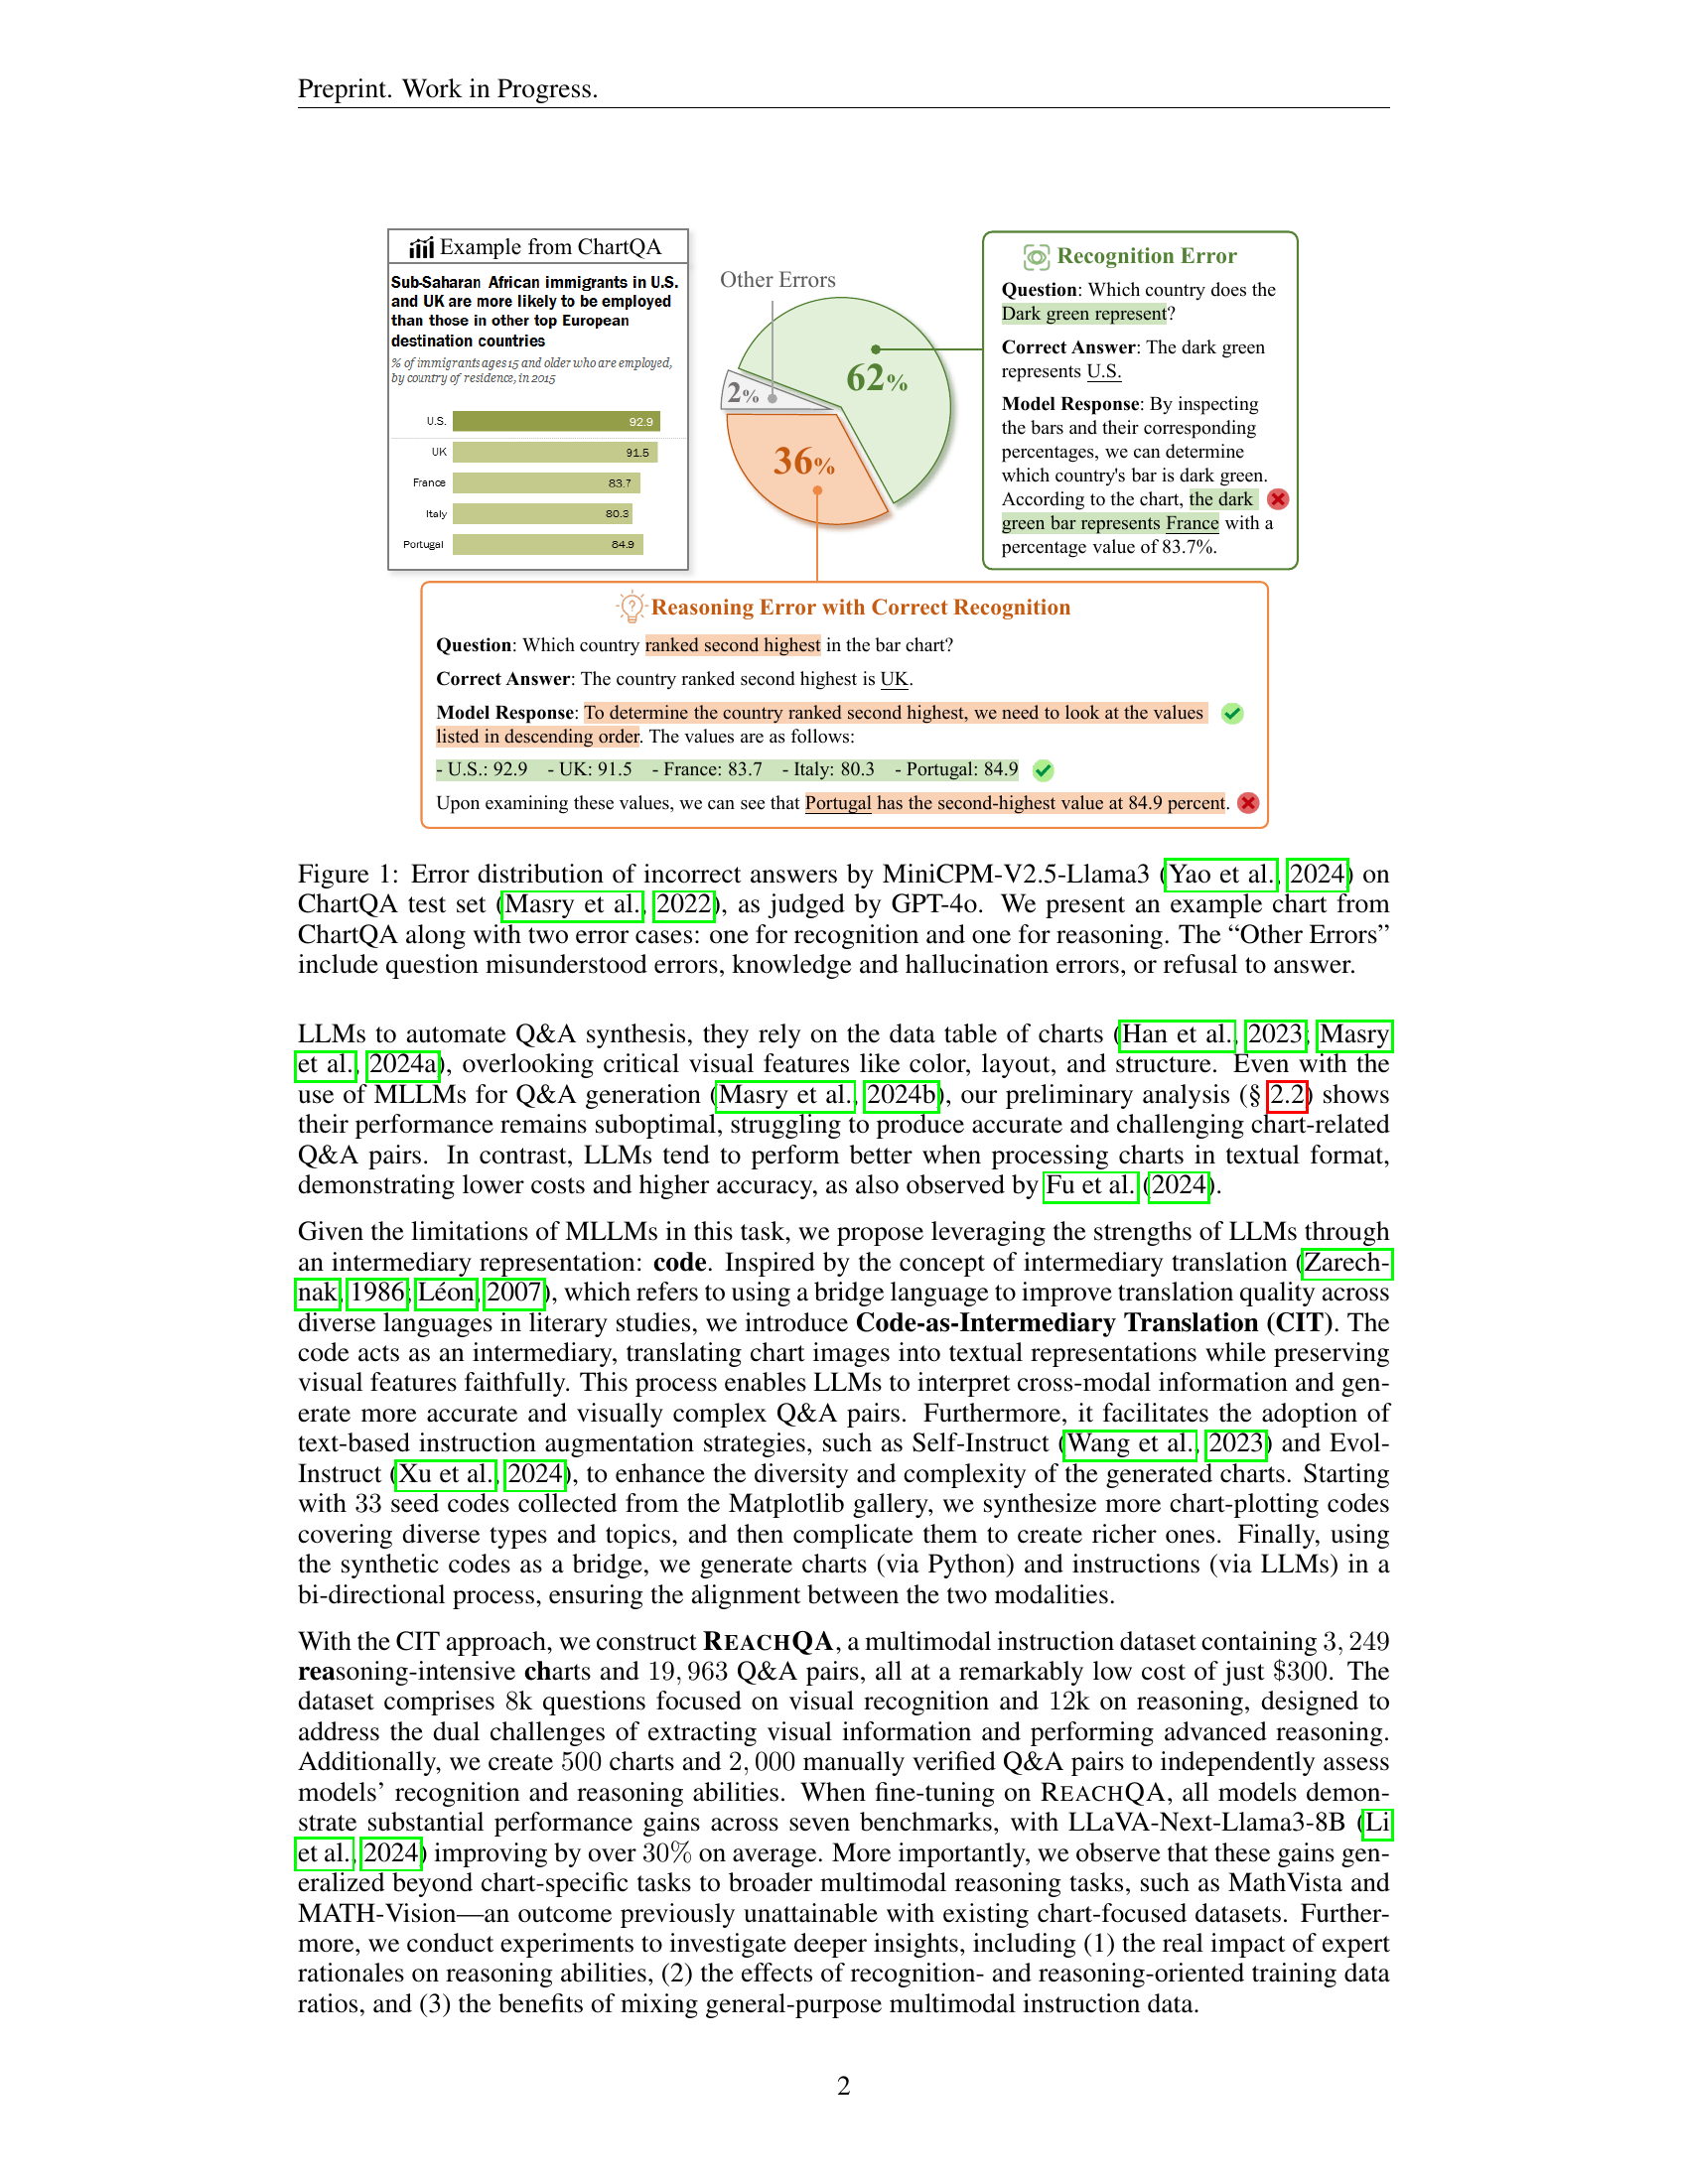 Preprint. Work in Progress.
Example from ChartQA
Sub-Saharan African immigrants in U.S.
and UK are more likely to be employed
than those in other top European
destination countries
% of immigrants ages 15 and older who are employed,
by country of residence, in 2015
U.S. 92.9
UK 91.5
France 83.7
Italy 80.3
Portugal 84.9
Other Errors
62%
2%
36%
Recognition Error
Question: Which country does the
Dark green represent?
Correct Answer: The dark green
represents U.S.
Model Response: By inspecting
the bars and their corresponding
percentages, we can determine
which country's bar is dark green.
According to the chart, the dark
green bar represents France with a
percentage value of 83.7%.
Reasoning Error with Correct Recognition
Question: Which country ranked second highest in the bar chart?
Correct Answer: The country ranked second highest is UK.
Model Response: To determine the country ranked second highest, we need to look at the values
listed in descending order. The values are as follows:
- U.S.: 92.9 - UK: 91.5 - France: 83.7 - Italy: 80.3 - Portugal: 84.9
Upon examining these values, we can see that Portugal has the second-highest value at 84.9 percent.
Figure 1: Error distribution of incorrect answers by MiniCPM-V2.5-Llama3 (Yao et al., 2024) on
ChartQA test set (Masry et al., 2022), as judged by GPT-4o. We present an example chart from
ChartQA along with two error cases: one for recognition and one for reasoning. The “Other Errors”
include question misunderstood errors, knowledge and hallucination errors, or refusal to answer.
LLMs to automate Q&A synthesis, they rely on the data table of charts (Han et al., 2023; Masry
et al., 2024a), overlooking critical visual features like color, layout, and structure. Even with the
use of MLLMs for Q&A generation (Masry et al., 2024b), our preliminary analysis (§ 2.2) shows
their performance remains suboptimal, struggling to produce accurate and challenging chart-related
Q&A pairs. In contrast, LLMs tend to perform better when processing charts in textual format,
demonstrating lower costs and higher accuracy, as also observed by Fu et al. (2024).
Given the limitations of MLLMs in this task, we propose leveraging the strengths of LLMs through
an intermediary representation: code. Inspired by the concept of intermediary translation (Zarech-
nak, 1986; Léon, 2007), which refers to using a bridge language to improve translation quality across
diverse languages in literary studies, we introduce Code-as-Intermediary Translation (CIT). The
code acts as an intermediary, translating chart images into textual representations while preserving
visual features faithfully. This process enables LLMs to interpret cross-modal information and gen-
erate more accurate and visually complex Q&A pairs. Furthermore, it facilitates the adoption of
text-based instruction augmentation strategies, such as Self-Instruct (Wang et al., 2023) and Evol-
Instruct (Xu et al., 2024), to enhance the diversity and complexity of the generated charts. Starting
with 33 seed codes collected from the Matplotlib gallery, we synthesize more chart-plotting codes
covering diverse types and topics, and then complicate them to create richer ones. Finally, using
the synthetic codes as a bridge, we generate charts (via Python) and instructions (via LLMs) in a
bi-directional process, ensuring the alignment between the two modalities.
With the CIT approach, we construct REACHQA, a multimodal instruction dataset containing 3, 249
reasoning-intensive charts and 19, 963 Q&A pairs, all at a remarkably low cost of just $300. The
dataset comprises 8k questions focused on visual recognition and 12k on reasoning, designed to
address the dual challenges of extracting visual information and performing advanced reasoning.
Additionally, we create 500 charts and 2, 000 manually verified Q&A pairs to independently assess
models’ recognition and reasoning abilities. When fine-tuning on REACHQA, all models demon-
strate substantial performance gains across seven benchmarks, with LLaVA-Next-Llama3-8B (Li
et al., 2024) improving by over 30% on average. More importantly, we observe that these gains gen-
eralized beyond chart-specific tasks to broader multimodal reasoning tasks, such as MathVista and
MATH-Vision—an outcome previously unattainable with existing chart-focused datasets. Further-
more, we conduct experiments to investigate deeper insights, including (1) the real impact of expert
rationales on reasoning abilities, (2) the effects of recognition- and reasoning-oriented training data
ratios, and (3) the benefits of mixing general-purpose multimodal instruction data.
2